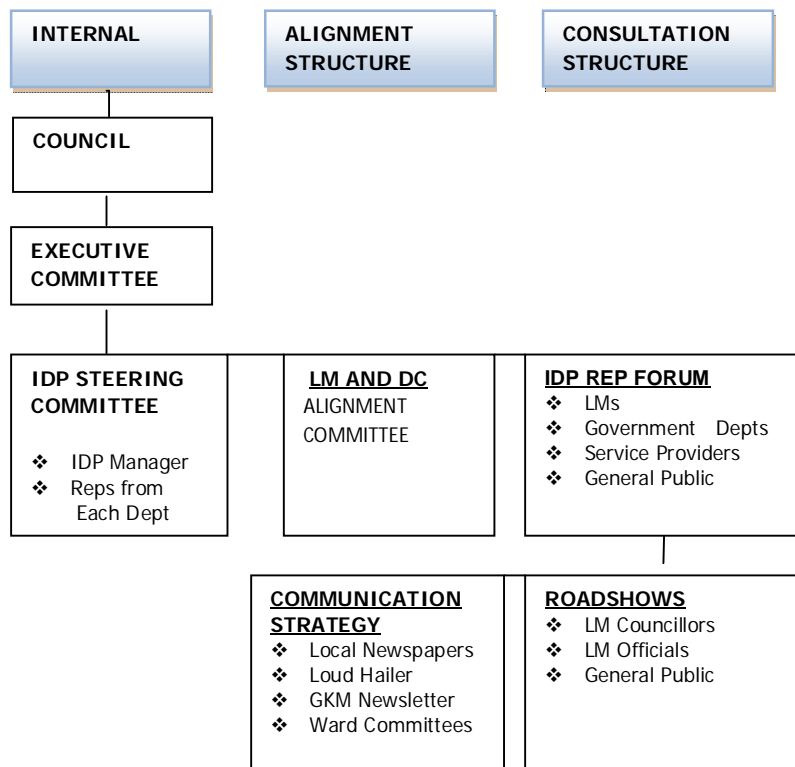 INTERNAL
ALIGNMENT
STRUCTURE
CONSULTATION
STRUCTURE
COUNCIL
EXECUTIVE
COMMITTEE
IDP STEERING
COMMITTEE
❖ IDP Manager
❖ Reps from
Each Dept
LM AND DC
ALIGNMENT
COMMITTEE
IDP REP FORUM
❖ LMs
❖ Government Depts
❖ Service Providers
❖ General Public
COMMUNICATION
STRATEGY
❖ Local Newspapers
❖ Loud Hailer
❖ GKM Newsletter
❖ Ward Committees
ROADSHOWS
❖ LM Councillors
❖ LM Officials
❖ General Public